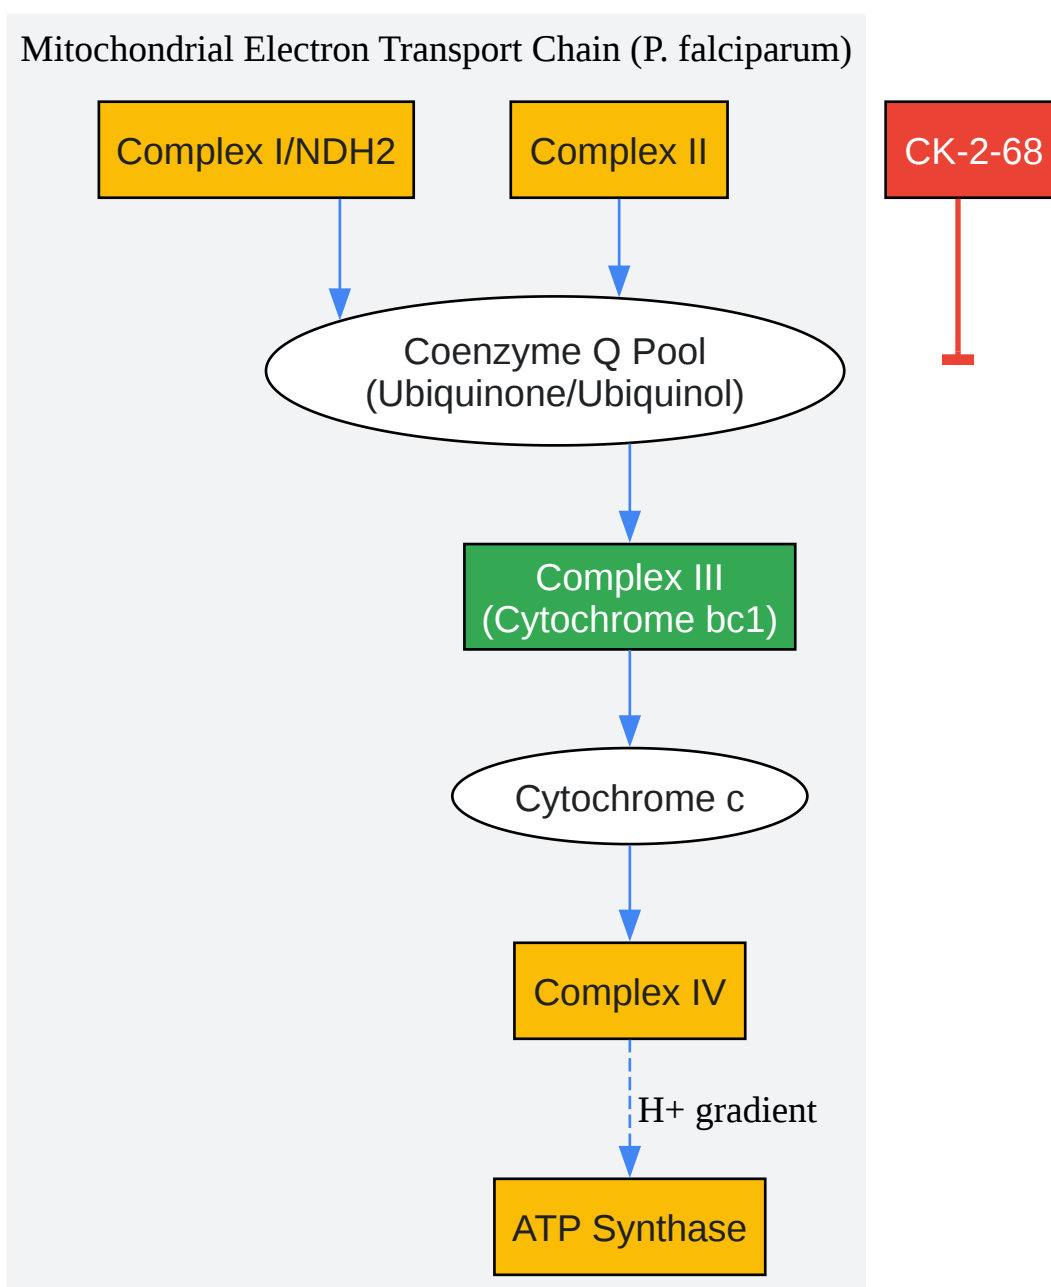 Mitochondrial Electron Transport Chain (P. falciparum)
Complex I/NDH2
Complex II
CK-2-68
Coenzyme Q Pool
(Ubiquinone/Ubiquinol)
Complex III
(Cytochrome bc1)
Cytochrome c
Complex IV
H+ gradient
ATP Synthase